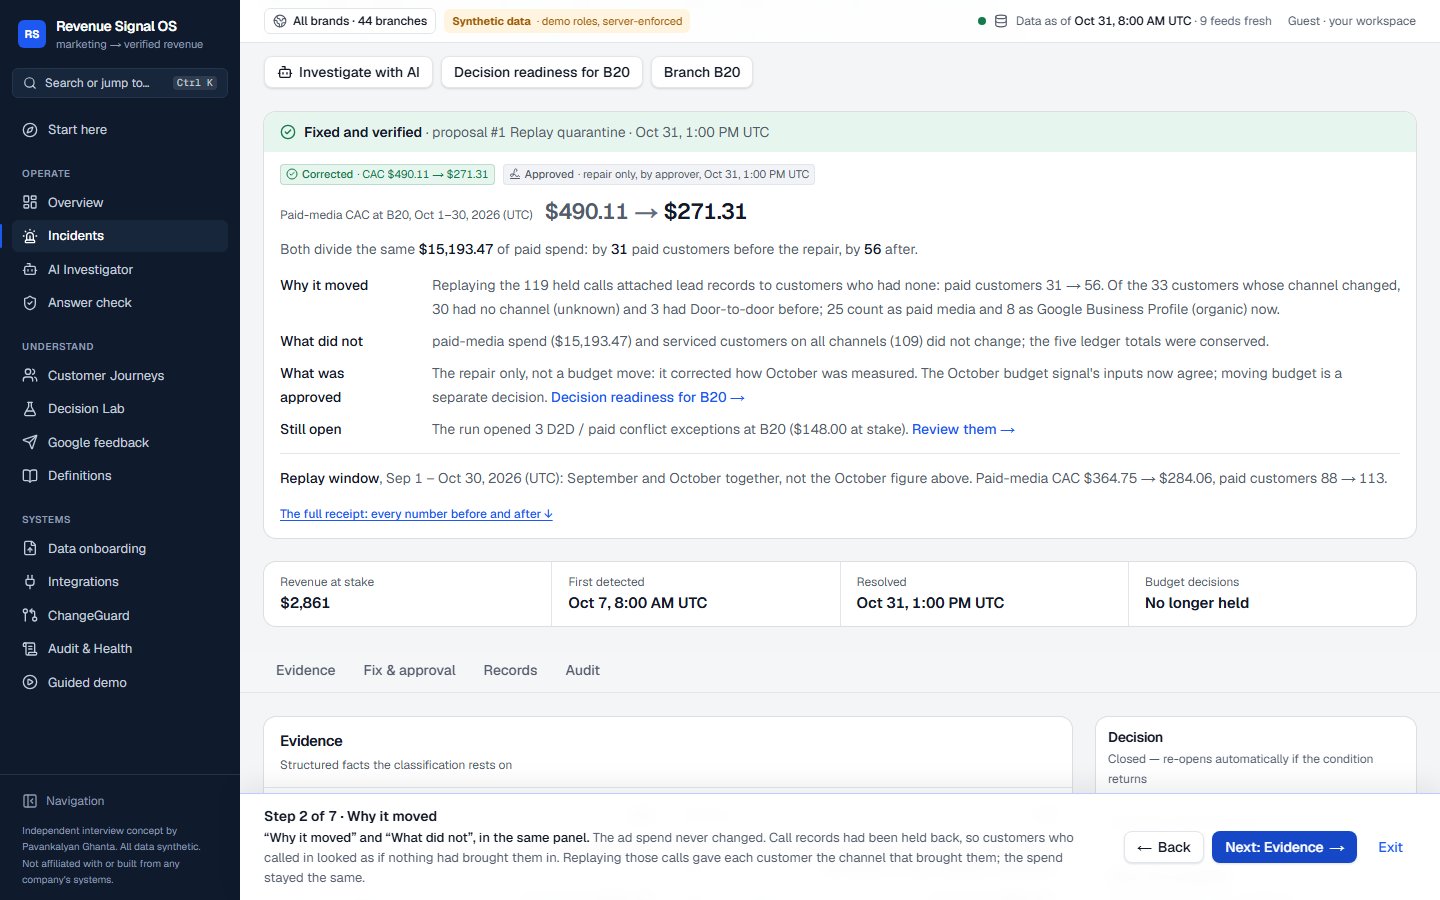 RS
Revenue Signal OS
marketing → verified revenue
Search or jump to... Ctrl K
Start here
OPERATE
Overview
Incidents
AI Investigator
Answer check
UNDERSTAND
Customer Journeys
Decision Lab
Google feedback
Definitions
SYSTEMS
Data onboarding
Integrations
ChangeGuard
Audit & Health
Guided demo
Navigation
Independent interview concept by
Pavankalyan Ghanta. All data synthetic.
Not affiliated with or built from any
company's systems.
All brands · 44 branches
Synthetic data · demo roles, server-enforced
Data as of Oct 31, 8:00 AM UTC · 9 feeds fresh
Guest · your workspace
Investigate with AI
Decision readiness for B20
Branch B20
Fixed and verified · proposal #1 Replay quarantine · Oct 31, 1:00 PM UTC
Corrected · CAC $490.11 → $271.31
Approved · repair only, by approver, Oct 31, 1:00 PM UTC
Paid-media CAC at B20, Oct 1–30, 2026 (UTC) $490.11 → $271.31
Both divide the same $15,193.47 of paid spend: by 31 paid customers before the repair, by 56 after.
Why it moved
Replaying the 119 held calls attached lead records to customers who had none: paid customers 31 → 56. Of the 33 customers whose channel changed,
30 had no channel (unknown) and 3 had Door-to-door before; 25 count as paid media and 8 as Google Business Profile (organic) now.
What did not
paid-media spend ($15,193.47) and serviced customers on all channels (109) did not change; the five ledger totals were conserved.
What was
approved
The repair only, not a budget move: it corrected how October was measured. The October budget signal's inputs now agree; moving budget is a
separate decision. Decision readiness for B20 →
Still open
The run opened 3 D2D / paid conflict exceptions at B20 ($148.00 at stake). Review them →
Replay window, Sep 1 – Oct 30, 2026 (UTC): September and October together, not the October figure above. Paid-media CAC $364.75 → $284.06, paid customers 88 → 113.
The full receipt: every number before and after ↓
Revenue at stake
$2,861
First detected
Oct 7, 8:00 AM UTC
Resolved
Oct 31, 1:00 PM UTC
Budget decisions
No longer held
Evidence
Fix & approval
Records
Audit
Evidence
Structured facts the classification rests on
Decision
Closed — re-opens automatically if the condition
returns
Step 2 of 7 · Why it moved
“Why it moved” and “What did not”, in the same panel. The ad spend never changed. Call records had been held back, so customers who
called in looked as if nothing had brought them in. Replaying those calls gave each customer the channel that brought them; the spend
stayed the same.
← Back
Next: Evidence →
Exit